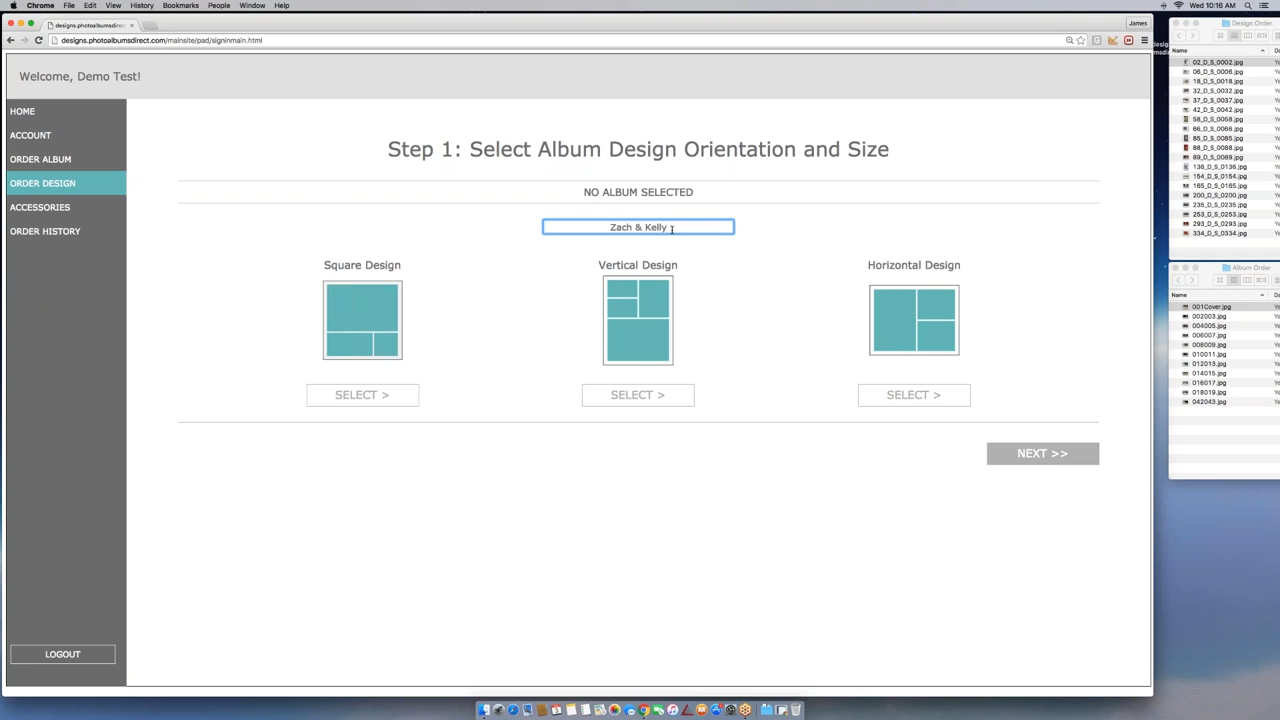 Chrome File Edit View History Bookmarks People Window Help
Wed 10:16 AM
designs.photoalbumsdirect
James
designs.photoalbumsdirect.com/mainsite/pad/signinmain.html
Welcome, Demo Test!
HOME
ACCOUNT
ORDER ALBUM
ORDER DESIGN
ACCESSORIES
ORDER HISTORY
LOGOUT
Step 1: Select Album Design Orientation and Size
NO ALBUM SELECTED
Zach & Kelly
Square Design
Vertical Design
Horizontal Design
SELECT >
SELECT >
SELECT >
NEXT >>
Design Order
Name
02_D_S_0002.jpg
06_D_S_0006.jpg
18_D_S_0018.jpg
32_D_S_0032.jpg
37_D_S_0037.jpg
42_D_S_0042.jpg
58_D_S_0058.jpg
66_D_S_0066.jpg
85_D_S_0085.jpg
88_D_S_0088.jpg
89_D_S_0089.jpg
136_D_S_0136.jpg
154_D_S_0154.jpg
165_D_S_0165.jpg
200_D_S_0200.jpg
235_D_S_0235.jpg
253_D_S_0253.jpg
293_D_S_0293.jpg
334_D_S_0334.jpg
Album Order
Name
001Cover.jpg
002003.jpg
004005.jpg
006007.jpg
008009.jpg
010011.jpg
012013.jpg
014015.jpg
016017.jpg
018019.jpg
042043.jpg